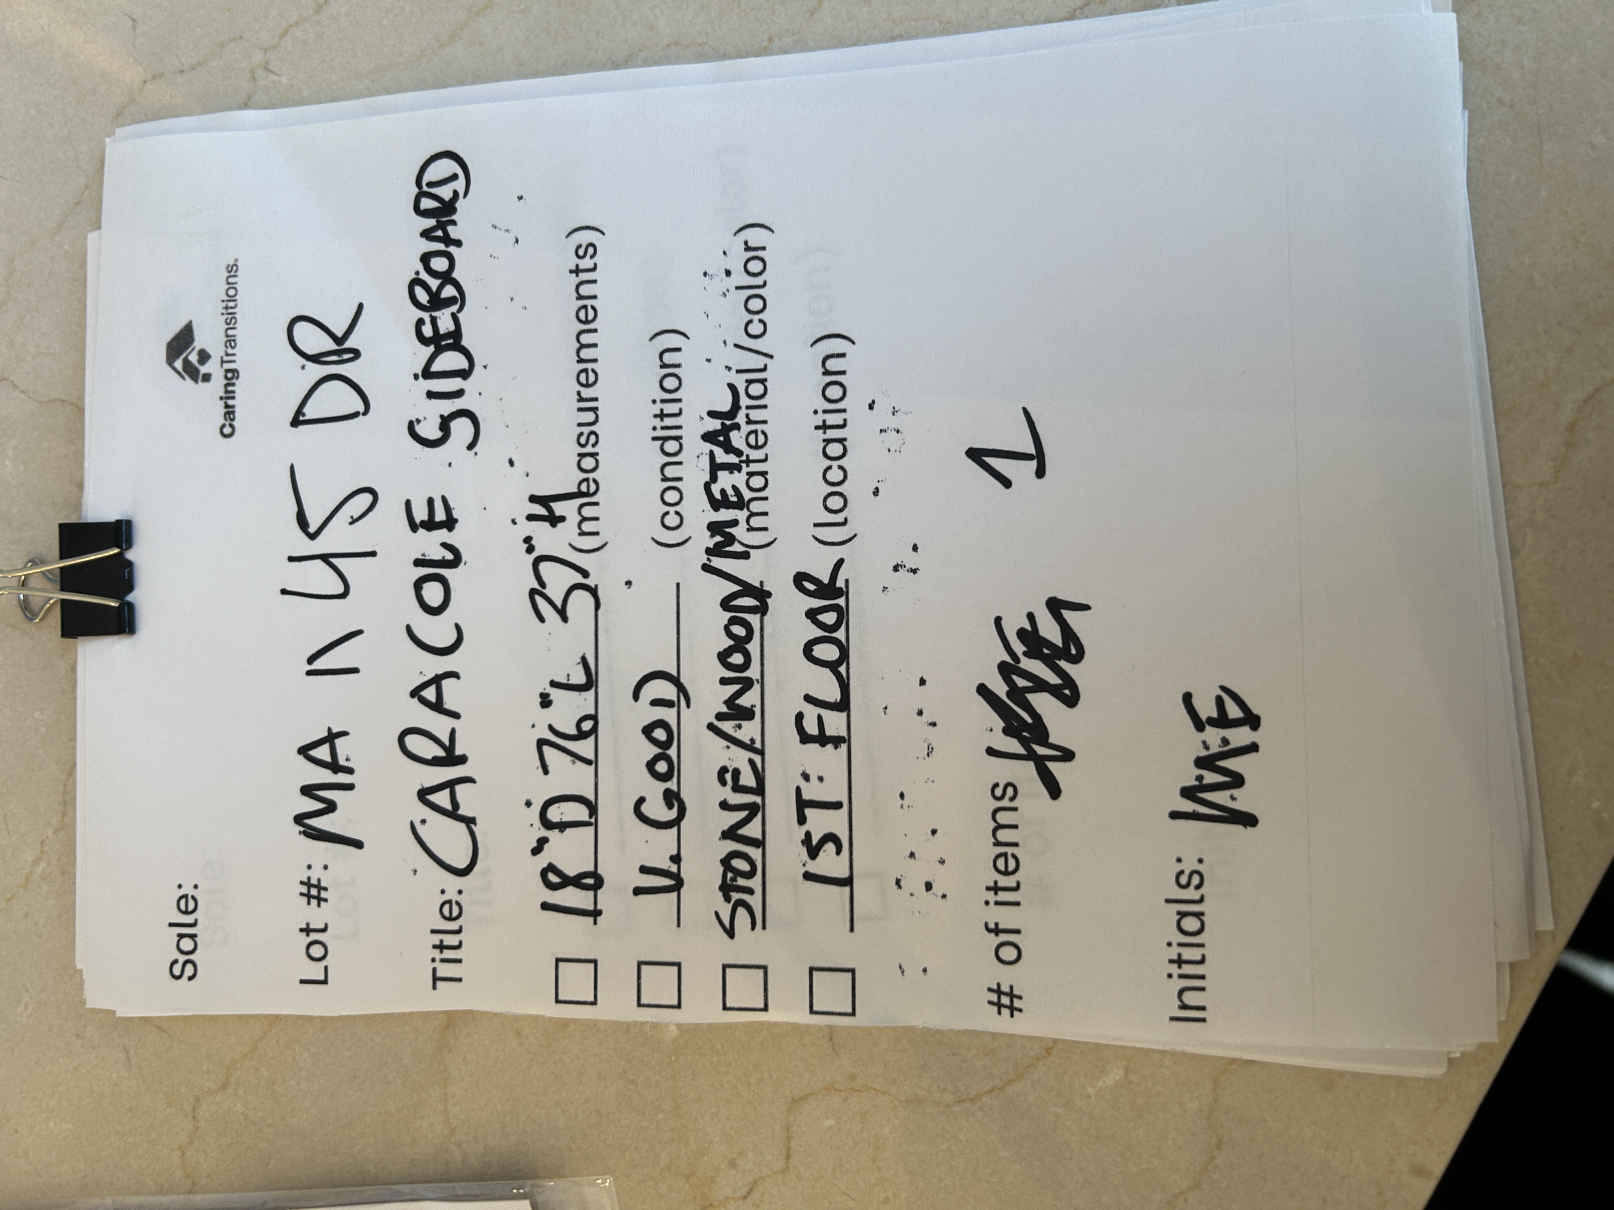 CaringTransitions.
Sale:
Lot #: MA 1145 DR
Title: CARACOLE SIDEBOARD
18"D 76"L 37"H (measurements)
V. GOOD (condition)
STONE/WOOD/METAL (material/color)
1ST FLOOR (location)
# of items 1
Initials: